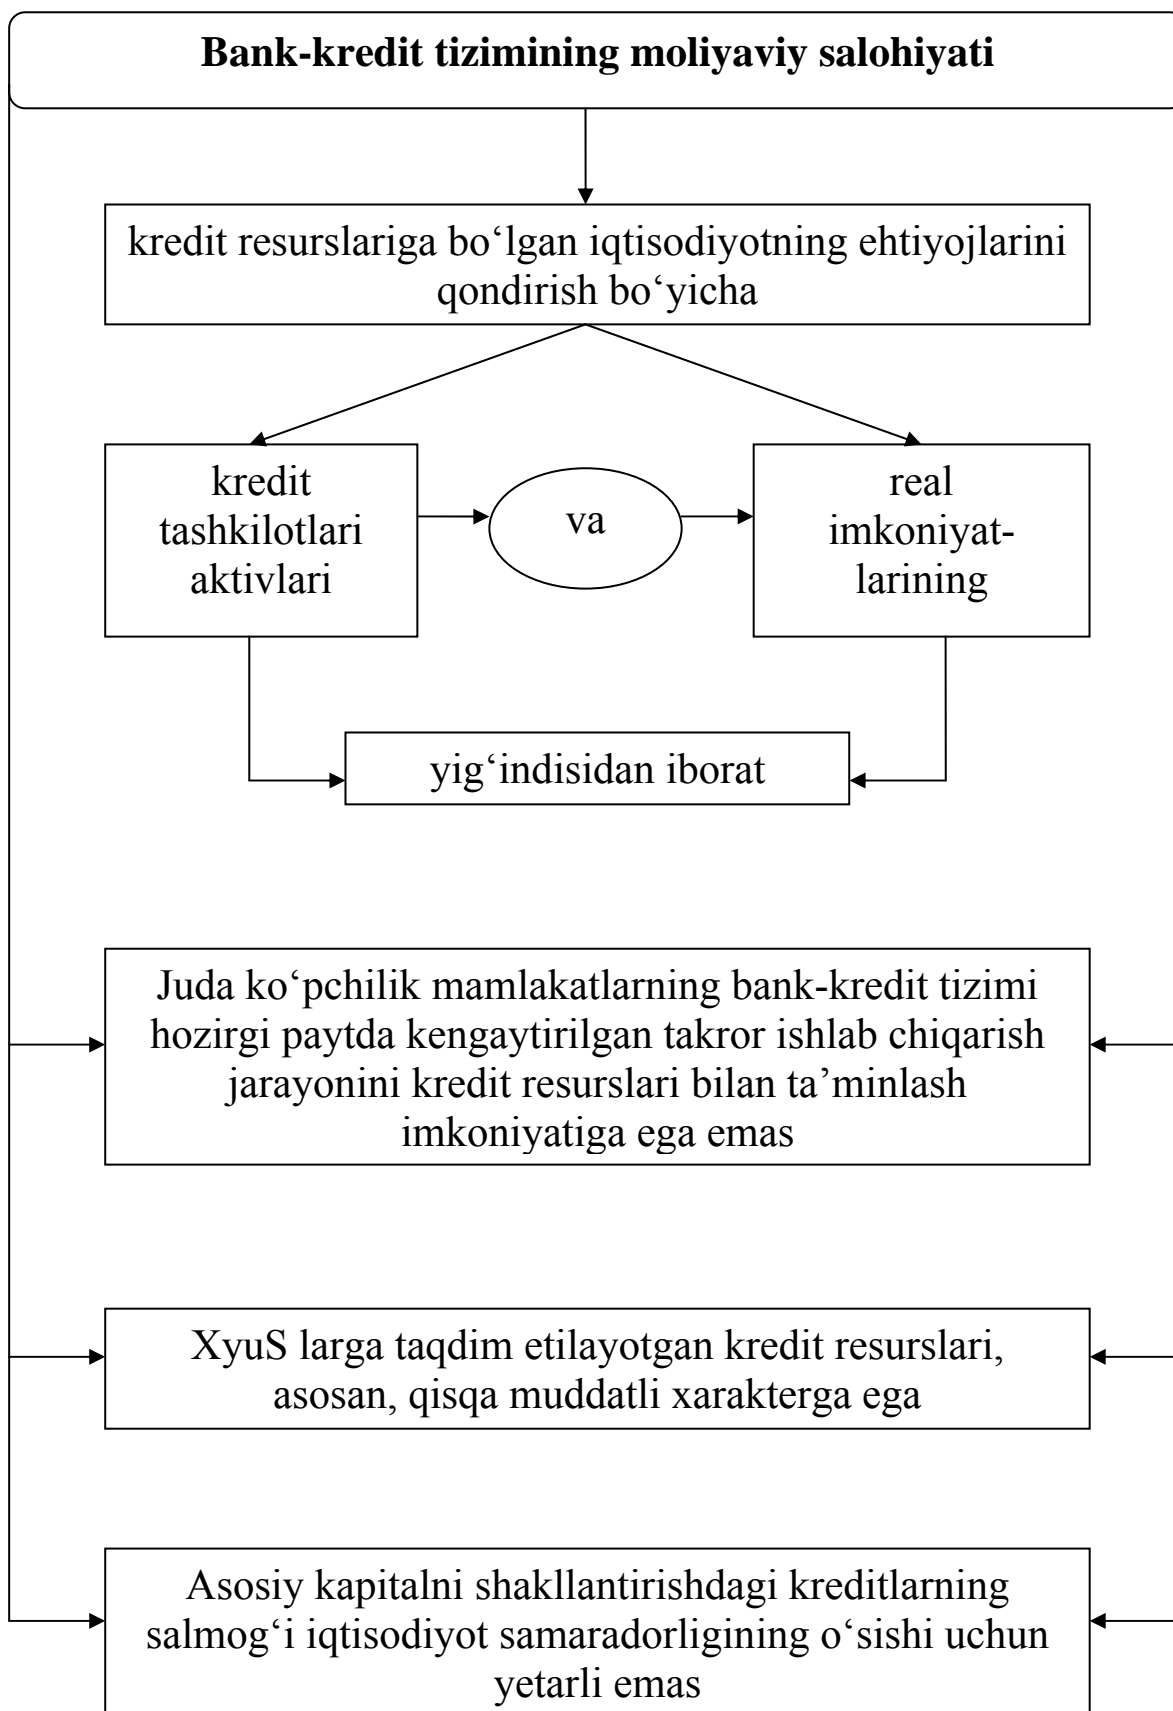 Bank-kredit tizimining moliyaviy salohiyati
kredit resurslariga bo‘lgan iqtisodiyotning ehtiyojlarini
qondirish bo‘yicha
kredit
tashkilotlari
aktivlari
va
real
imkoniyat-
larining
yig‘indisidan iborat
Juda ko‘pchilik mamlakatlarning bank-kredit tizimi
hozirgi paytda kengaytirilgan takror ishlab chiqarish
jarayonini kredit resurslari bilan ta’minlash
imkoniyatiga ega emas
XyuS larga taqdim etilayotgan kredit resurslari,
asosan, qisqa muddatli xarakterga ega
Asosiy kapitalni shakllantirishdagi kreditlarning
salmog‘i iqtisodiyot samaradorligining o‘sishi uchun
yetarli emas